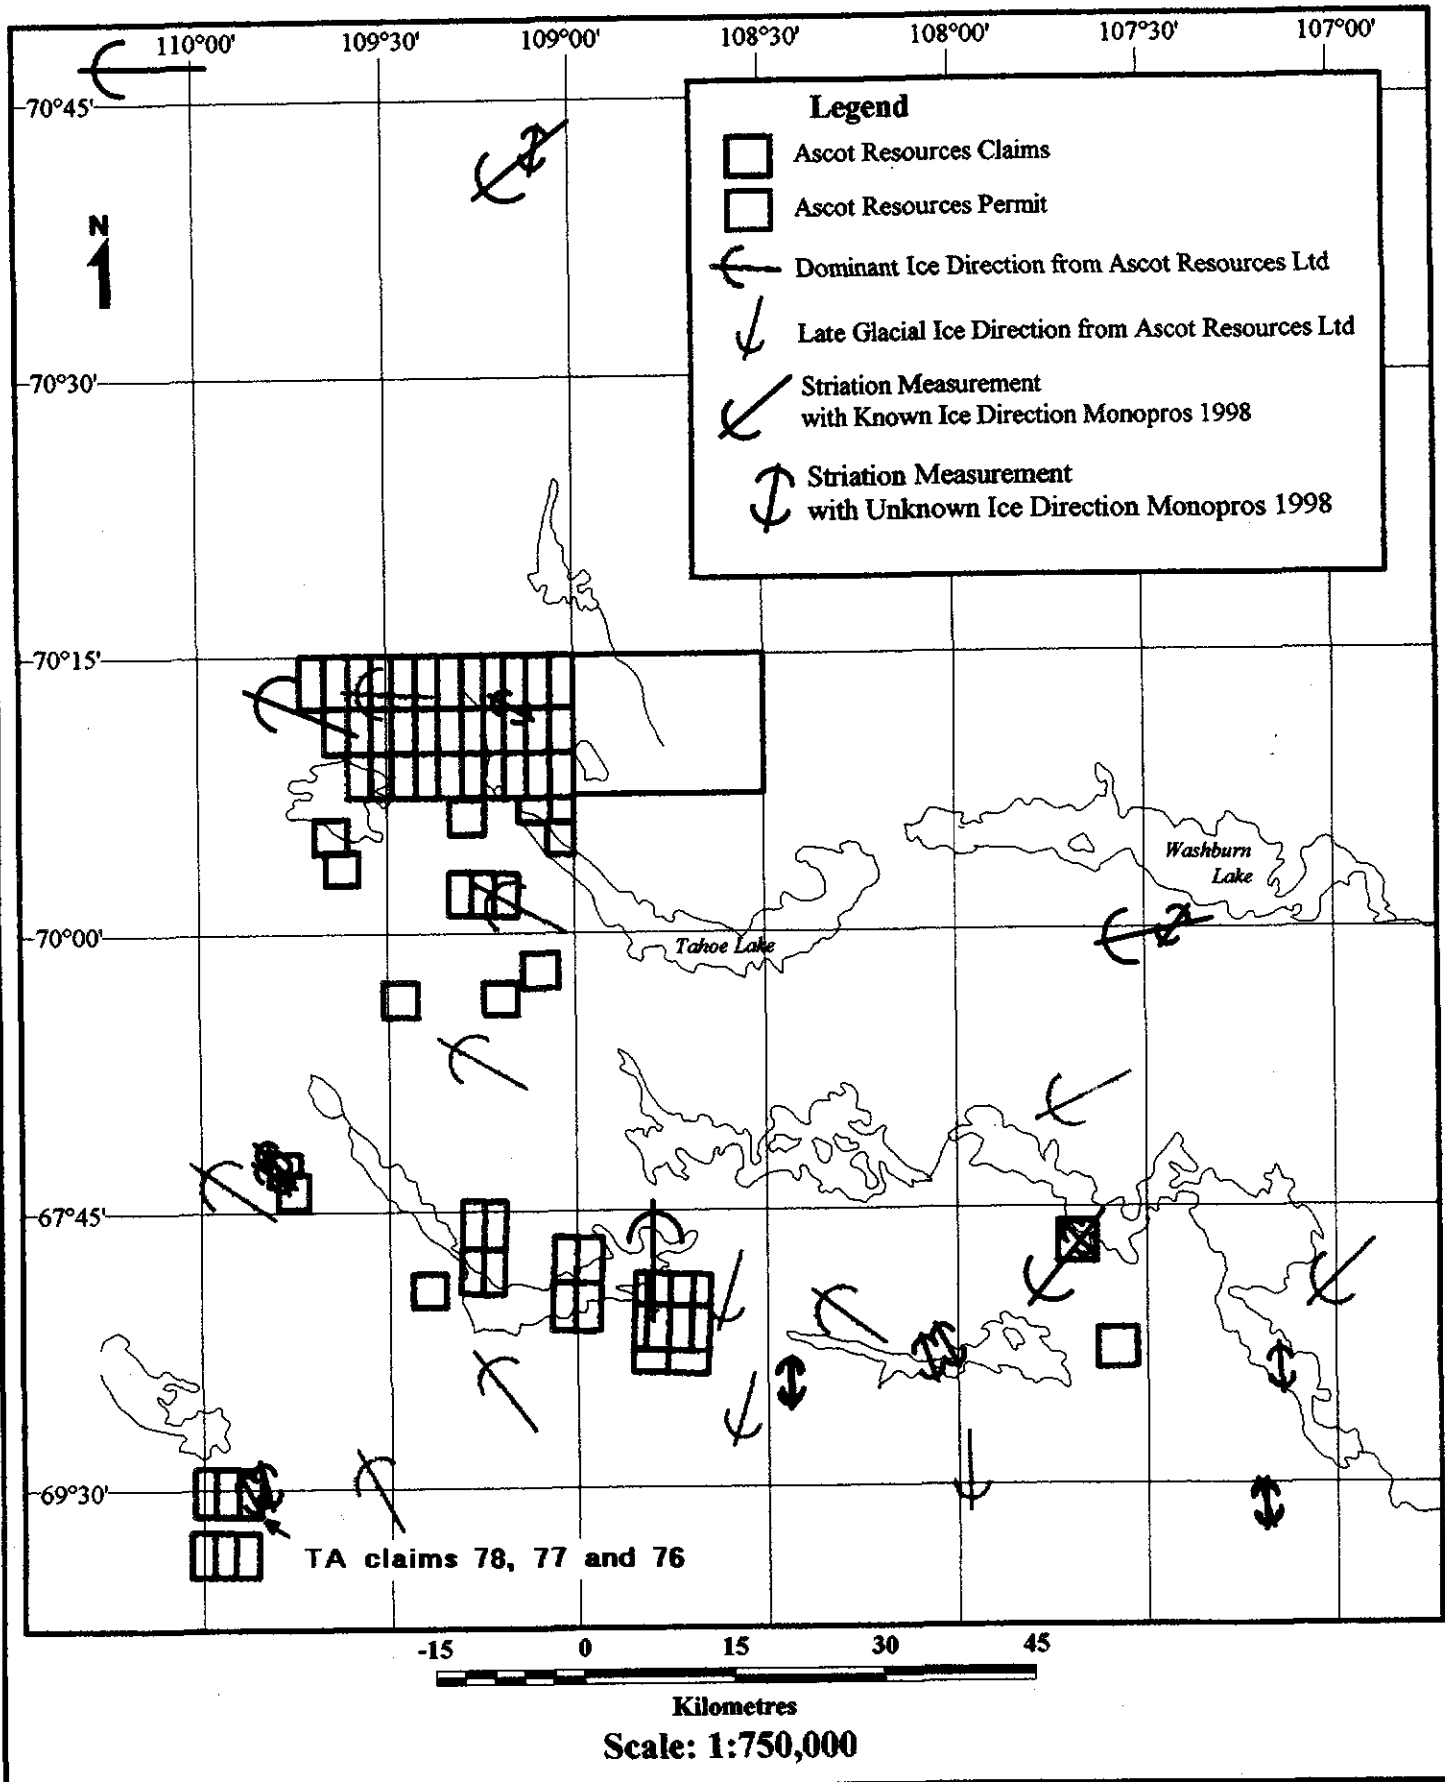 110°00' 109°30' 109°00' 108°30' 108°00' 107°30' 107°00'
70°45'
Legend
Ascot Resources Claims
Ascot Resources Permit
N
Dominant Ice Direction from Ascot Resources Ltd
Late Glacial Ice Direction from Ascot Resources Ltd
70°30'
Striation Measurement
with Known Ice Direction Monopros 1998
Striation Measurement
with Unknown Ice Direction Monopros 1998
70°15'
Washburn
Lake
70°00'
Tahoe Lake
67°45'
69°30'
TA claims 78, 77 and 76
-15 0 15 30 45
Kilometres
Scale: 1:750,000